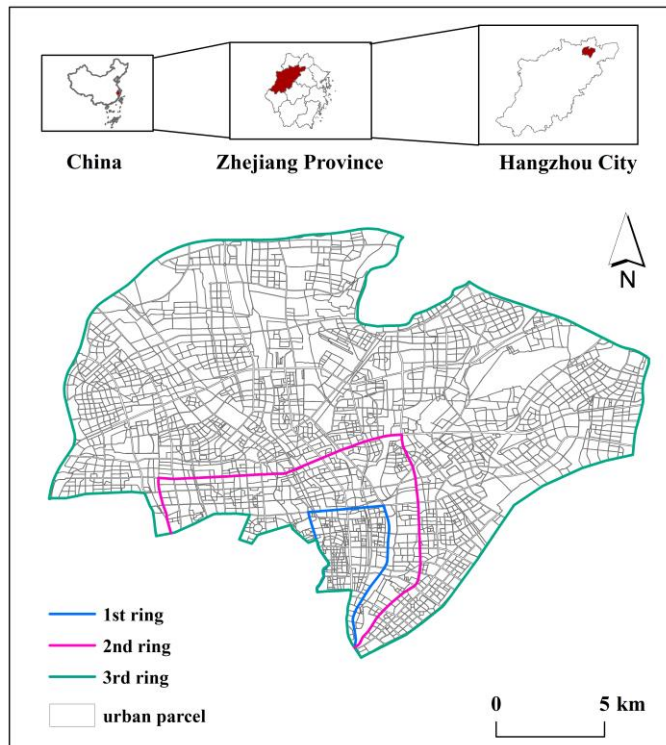 China
Zhejiang Province
Hangzhou City
N
1st ring
2nd ring
3rd ring
urban parcel
0 5 km